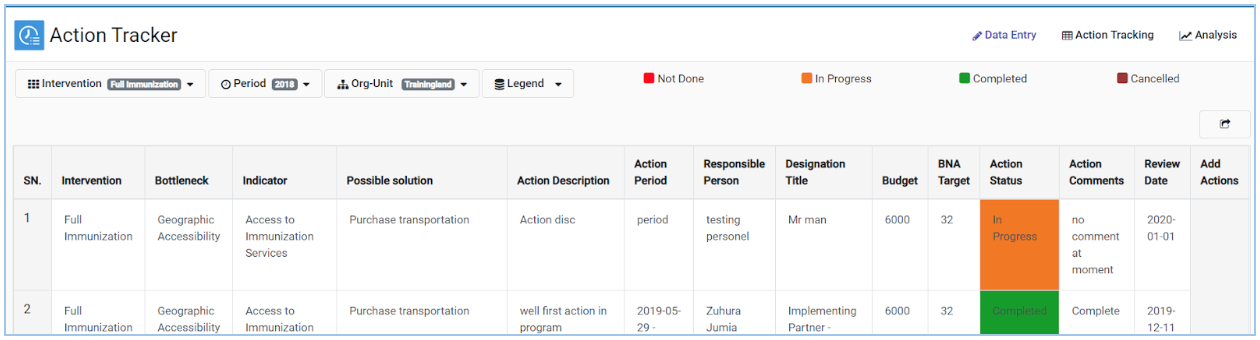 Action Tracker
Data Entry
Action Tracking
Analysis
Intervention Full Immunization
Period 2018
Org-Unit Trainingland
Legend
Not Done
In Progress
Completed
Cancelled
SN.
Intervention
Bottleneck
Indicator
Possible solution
Action Description
Action
Period
Responsible
Person
Designation
Title
Budget
BNA
Target
Action
Status
Action
Comments
Review
Date
Add
Actions
1
Full
Immunization
Geographic
Accessibility
Access to
Immunization
Services
Purchase transportation
Action disc
period
testing
personel
Mr man
6000
32
In
Progress
no
comment
at
moment
2020-
01-01
2
Full
Immunization
Geographic
Accessibility
Access to
Immunization
Purchase transportation
well first action in
program
2019-05-
29 -
Zuhura
Jumia
Implementing
Partner -
6000
32
Completed
Complete
2019-
12-11